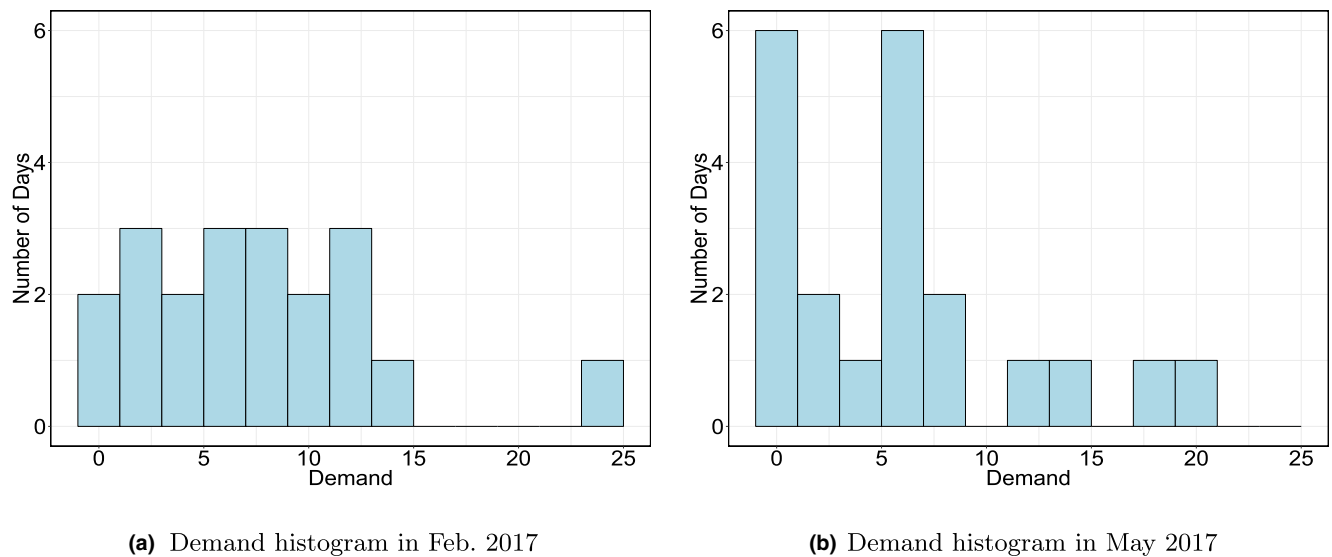 6
4
2
0
Number of Days
0 5 10 15 20 25
Demand
(a) Demand histogram in Feb. 2017
6
4
2
0
Number of Days
0 5 10 15 20 25
Demand
(b) Demand histogram in May 2017